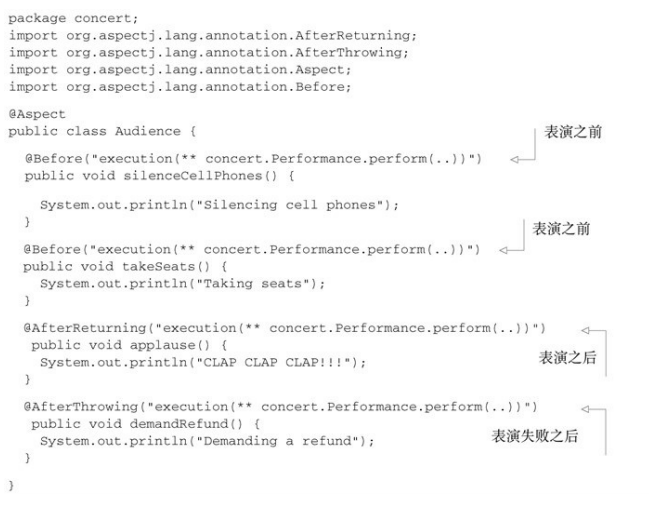 package concert;
import org.aspectj.lang.annotation.AfterReturning;
import org.aspectj.lang.annotation.AfterThrowing;
import org.aspectj.lang.annotation.Aspect;
import org.aspectj.lang.annotation.Before;
@Aspect
public class Audience {
表演之前
@Before("execution(** concert.Performance.perform(..))")
public void silenceCellPhones() {
System.out.println("Silencing cell phones");
}
表演之前
@Before("execution(** concert.Performance.perform(..))")
public void takeSeats() {
System.out.println("Taking seats");
}
@AfterReturning("execution(** concert.Performance.perform(..))")
public void applause() {
表演之后
System.out.println("CLAP CLAP CLAP!!!");
}
@AfterThrowing("execution(** concert.Performance.perform(..))")
public void demandRefund() {
表演失败之后
System.out.println("Demanding a refund");
}
}